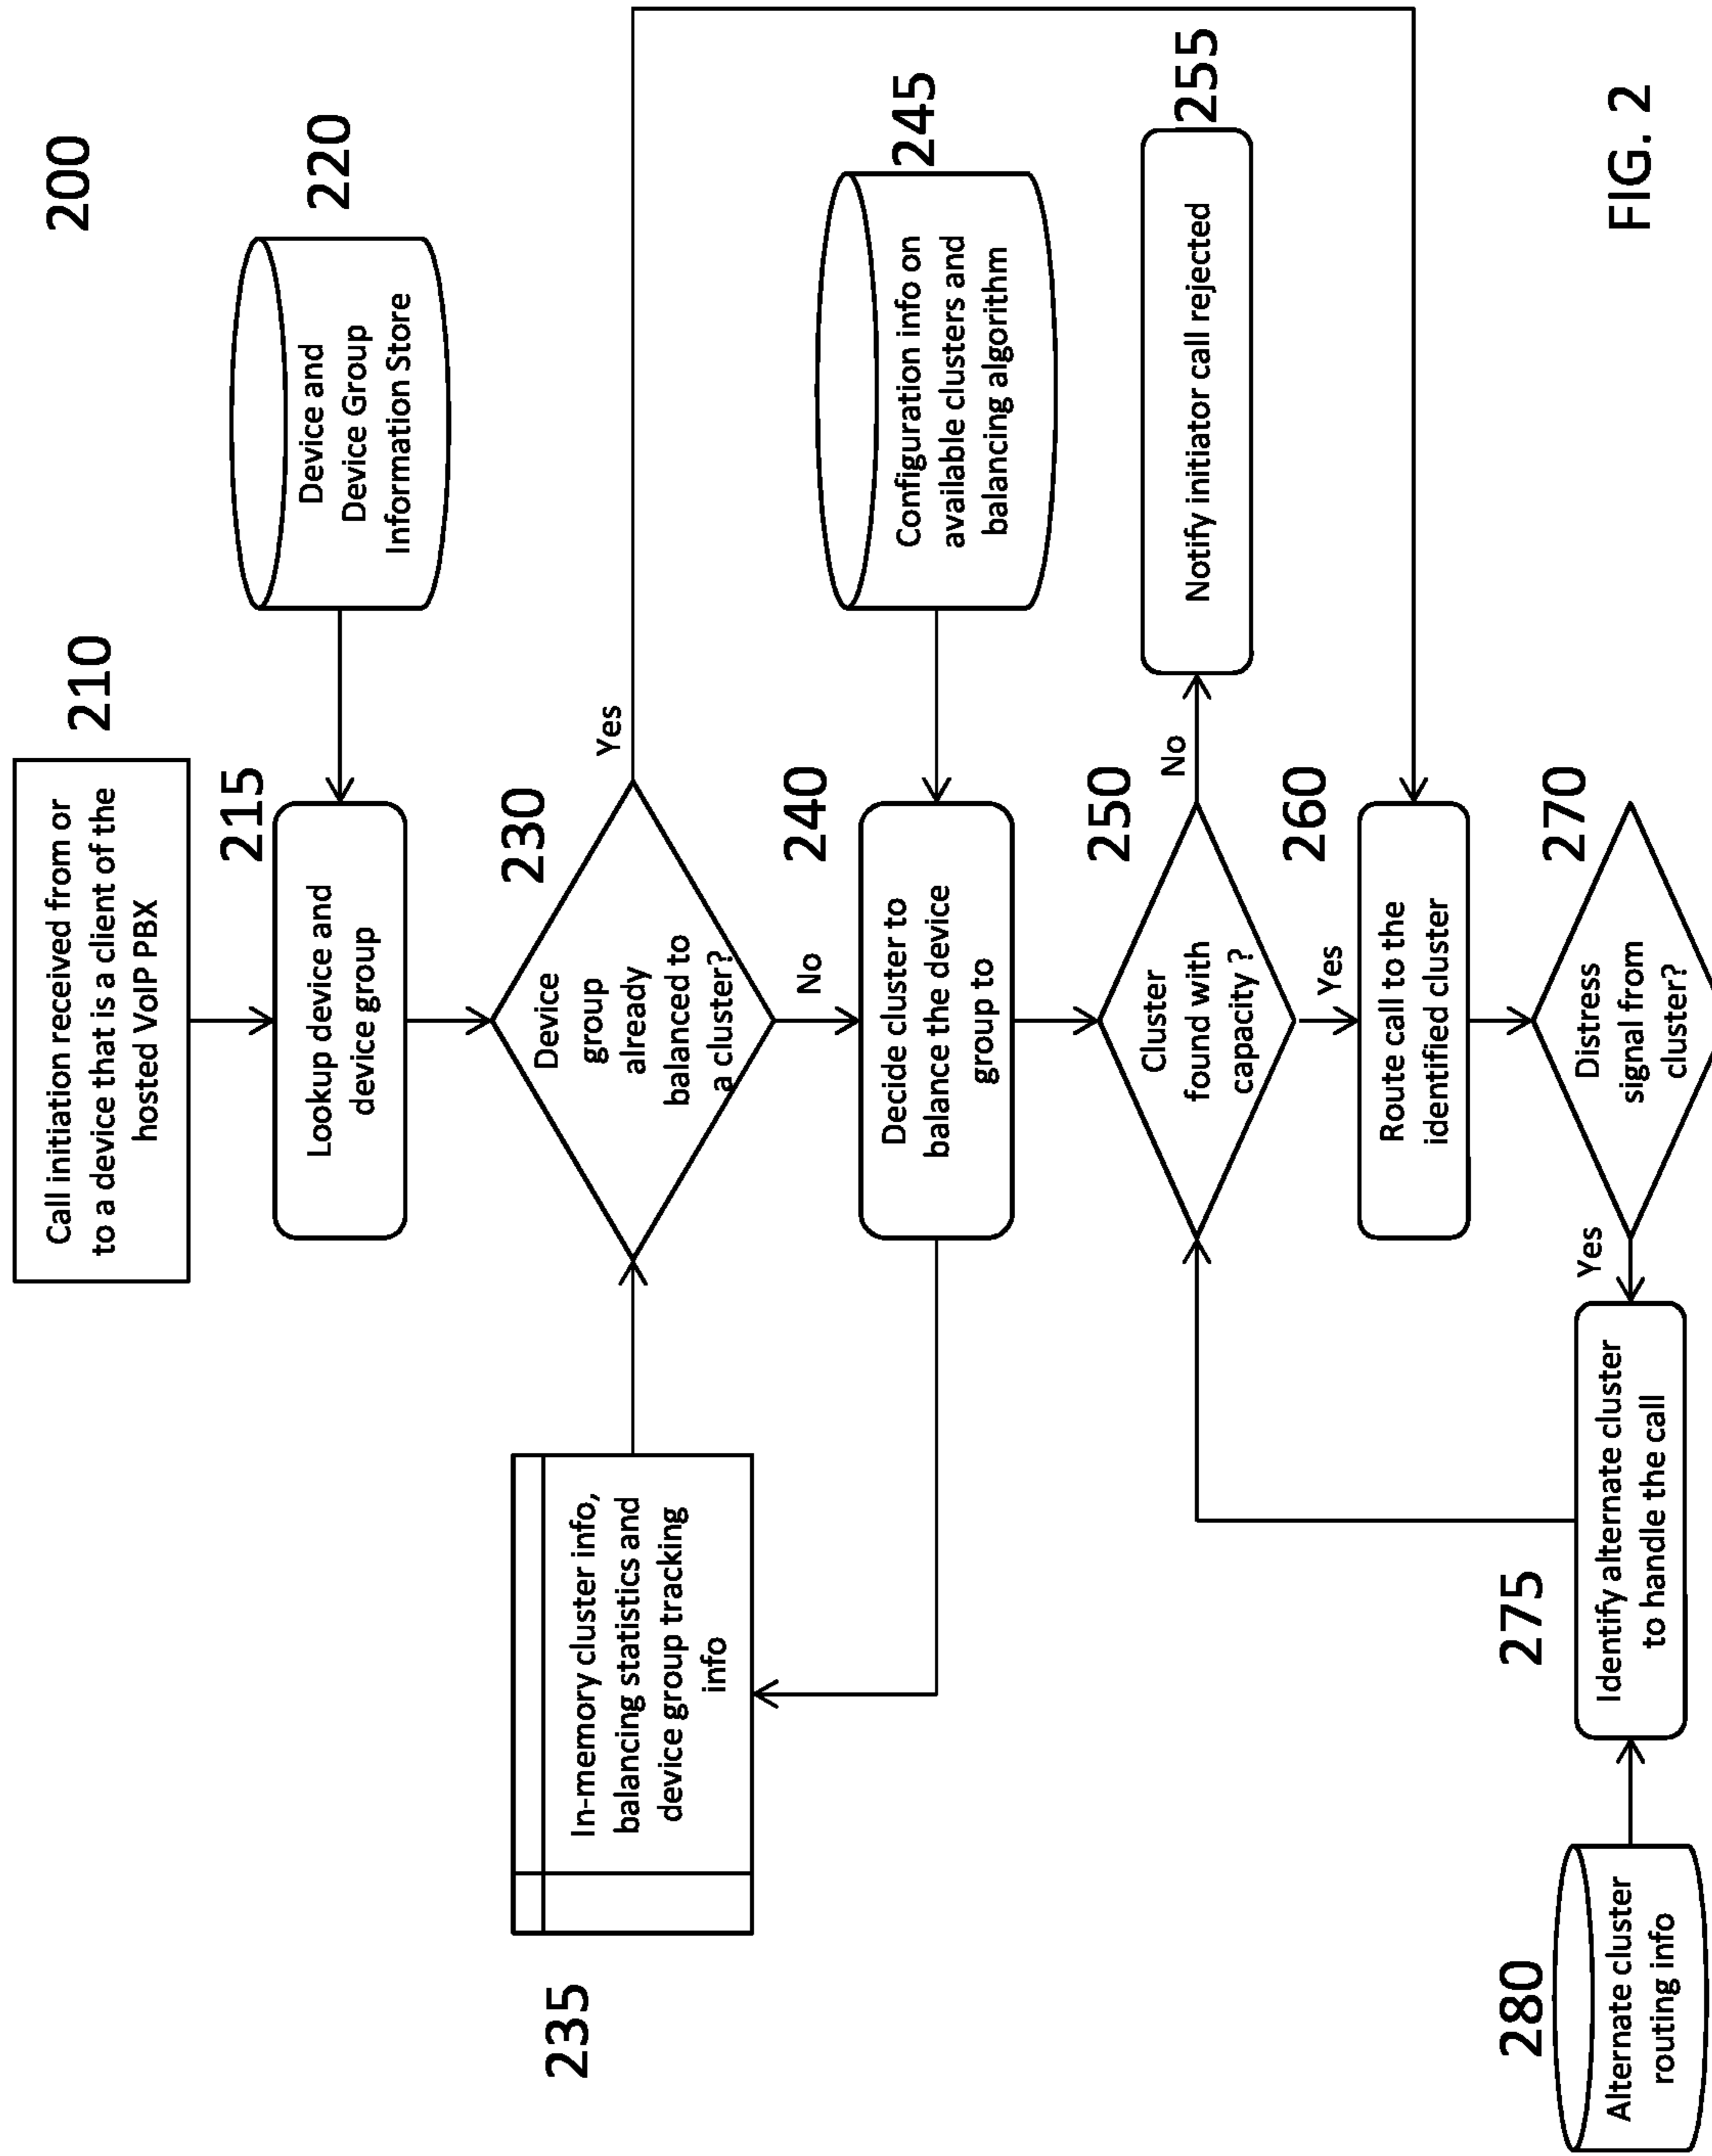 200
210
Call initiation received from or
to a device that is a client of the
hosted VoIP PBX
215
Lookup device and
device group
220
Device and
Device Group
Information Store
230
Device
group
already
balanced to
a cluster?
Yes
No
235
In-memory cluster info,
balancing statistics and
device group tracking
info
240
Decide cluster to
balance the device
group to
245
Configuration info on
available clusters and
balancing algorithm
250
Cluster
found with
capacity ?
No
Yes
255
Notify initiator call rejected
260
Route call to the
identified cluster
270
Distress
signal from
cluster?
Yes
275
Identify alternate cluster
to handle the call
280
Alternate cluster
routing info
FIG. 2